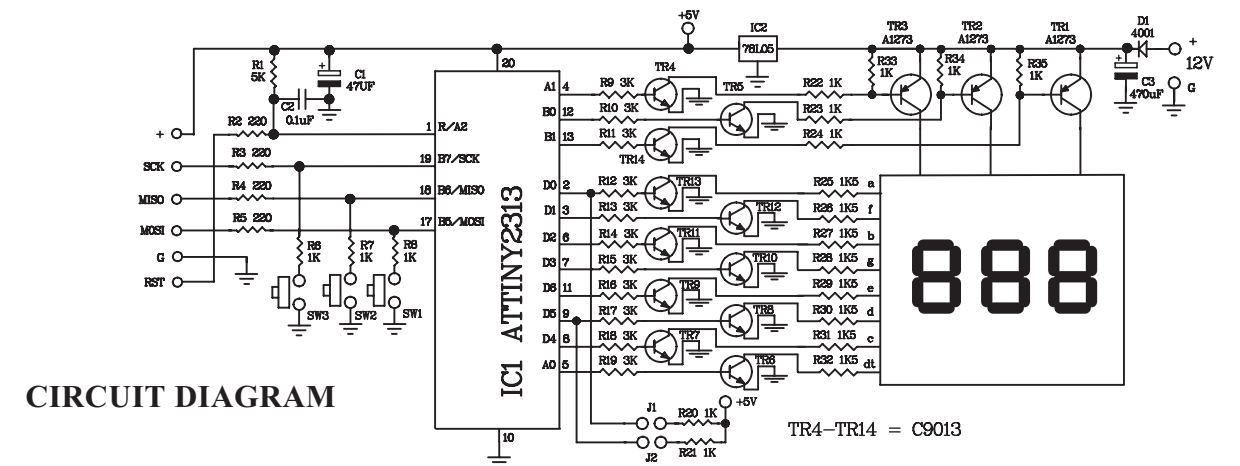 +5V
IC2
78L05
TR3
A1273
TR2
A1273
TR1
A1273
D1
4001
+
12V
G
C3
470uF
+
R33
1K
R34
1K
R35
1K
R1
5K
+
C1
47UF
C2
0.1uF
20
A1 4
R9 3K
TR4
R22 1K
B0 12
R10 3K
TR5
R23 1K
B1 13
R11 3K
TR14
R24 1K
+
R2 220
1 R/A2
SCK
R3 220
19 B7/SCK
MISO
R4 220
18 B6/MISO
MOSI
R5 220
17 B5/MOSI
G
RST
R6
1K
R7
1K
R8
1K
SW3
SW2
SW1
IC1 ATTINY2313
D0 2
R12 3K
TR13
R25 1K5 a
D1 3
R13 3K
TR12
R26 1K5 f
D2 6
R14 3K
TR11
R27 1K5 b
D3 7
R15 3K
TR10
R28 1K5 g
D6 11
R16 3K
TR9
R29 1K5 e
D5 9
R17 3K
TR8
R30 1K5 d
D4 8
R18 3K
TR7
R31 1K5 c
A0 5
R19 3K
TR6
R32 1K5 dt
888
CIRCUIT DIAGRAM
10
J1
R20 1K
+5V
J2
R21 1K
TR4-TR14 = C9013